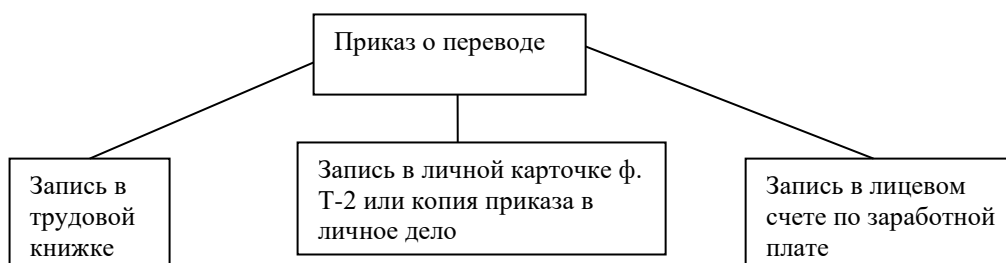 Приказ о переводе
Запись в
трудовой
книжке
Запись в личной карточке ф.
Т-2 или копия приказа в
личное дело
Запись в лицевом
счете по заработной
плате